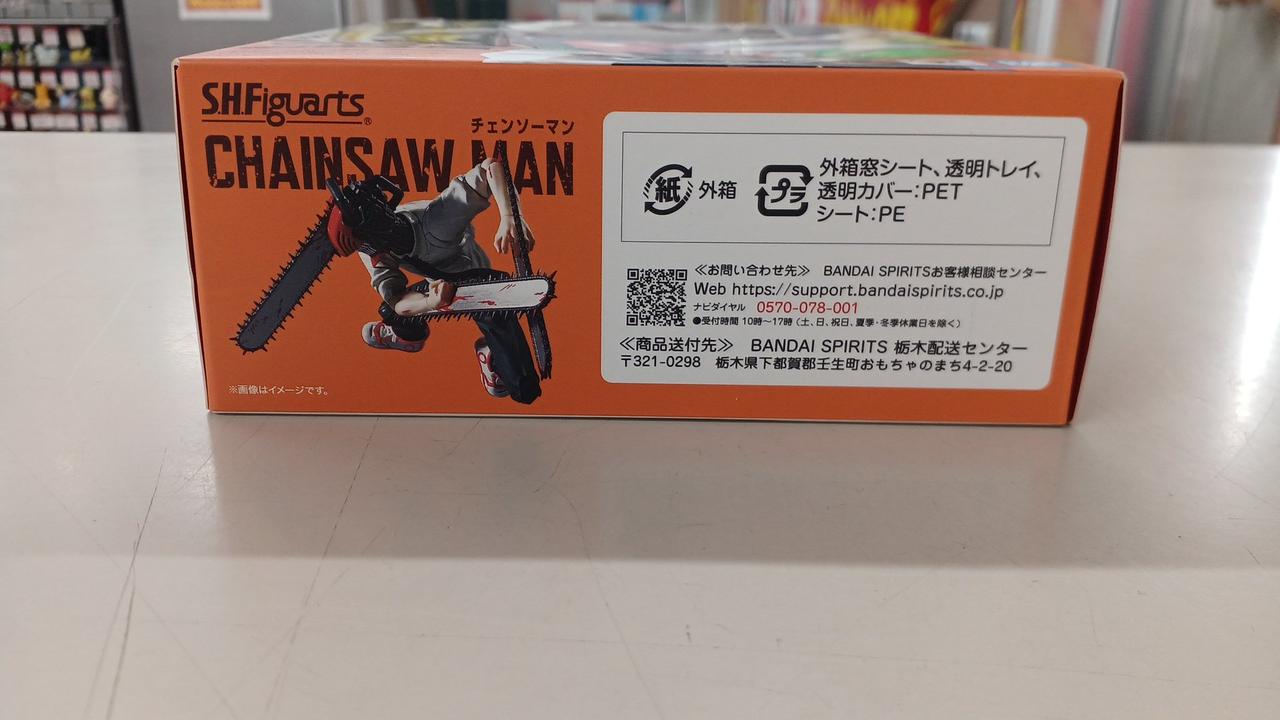 S.H.Figuarts®
チェンソーマン
CHAINSAW MAN
※画像はイメージです。
紙 外箱
プラ 外箱窓シート、透明トレイ、
透明カバー:PET
シート:PE
≪お問い合わせ先≫ BANDAI SPIRITSお客様相談センター
Web https://support.bandaispirits.co.jp
ナビダイヤル 0570-078-001
●受付時間 10時~17時(土、日、祝日、夏季・冬季休業日を除く)
≪商品送付先≫ BANDAI SPIRITS 栃木配送センター
〒321-0298 栃木県下都賀郡壬生町おもちゃのまち4-2-20